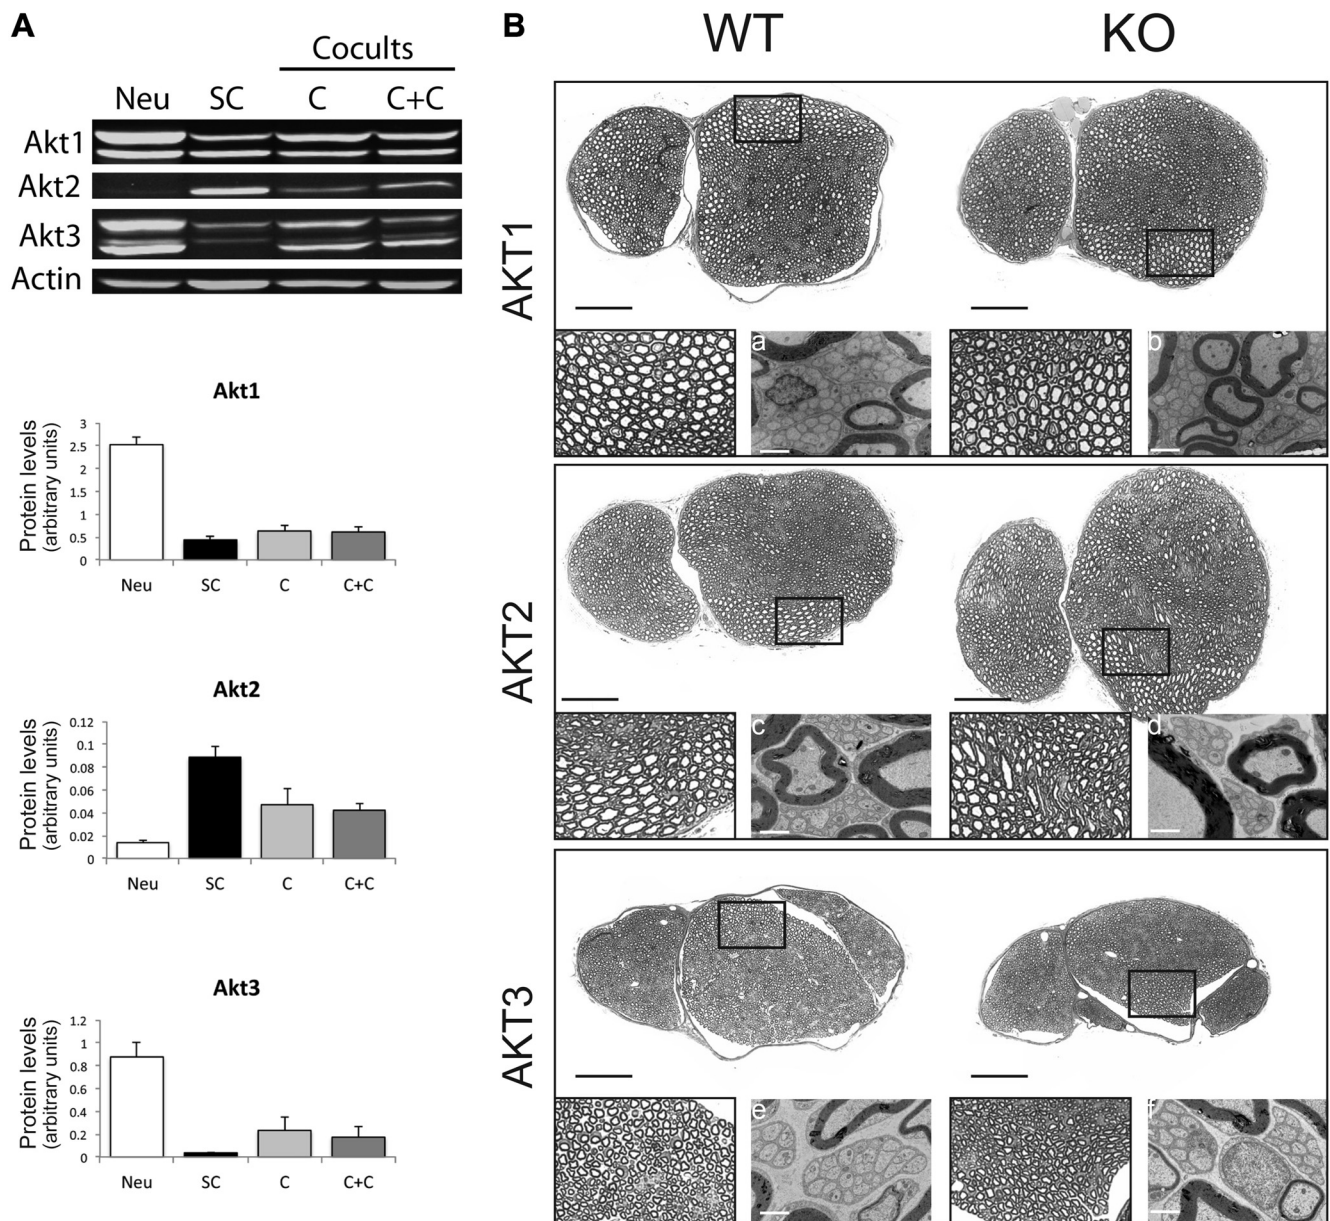 A
Cocults
Neu SC C C+C
Akt1
Akt2
Akt3
Actin
Akt1
Protein levels
(arbitrary units)
3
2.5
2
1.5
1
0.5
0
Neu SC C C+C
Akt2
Protein levels
(arbitrary units)
0.12
0.1
0.08
0.06
0.04
0.02
0
Neu SC C C+C
Akt3
Protein levels
(arbitrary units)
1.2
1
0.8
0.6
0.4
0.2
0
Neu SC C C+C
B
WT KO
AKT1
a b
AKT2
c d
AKT3
e f